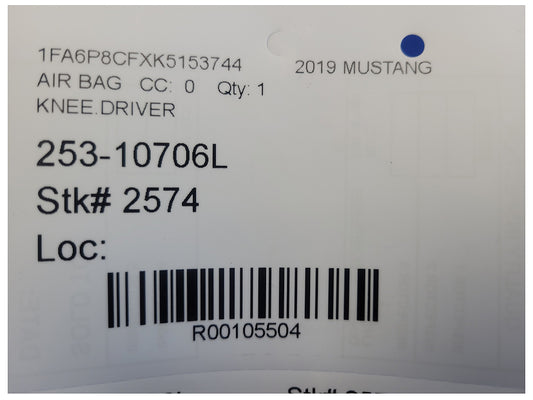 1FA6P8CFXK5153744 2019 MUSTANG
AIR BAG CC: 0 Qty: 1
KNEE.DRIVER
253-10706L
Stk# 2574
Loc:
R00105504